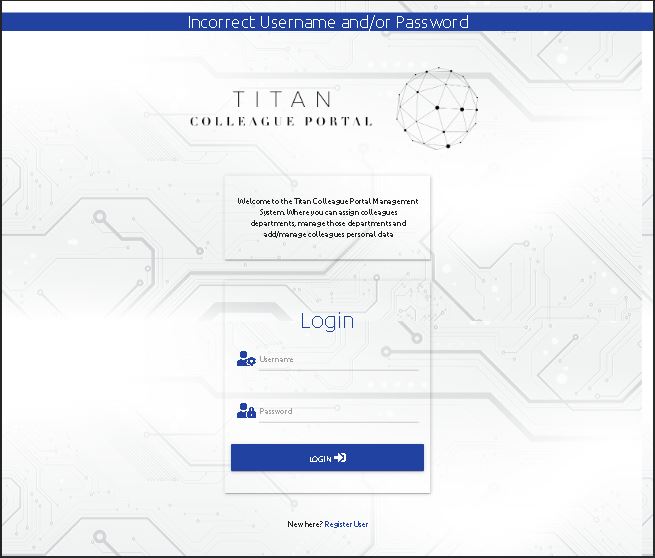 Incorrect Username and/or Password
TITAN
COLLEAGUE PORTAL
Welcome to the Titan Colleague Portal Management
System. Where you can assign colleagues
departments, manage those departments and
add/manage colleagues personal data
Login
Username
Password
LOGIN
New here? Register User